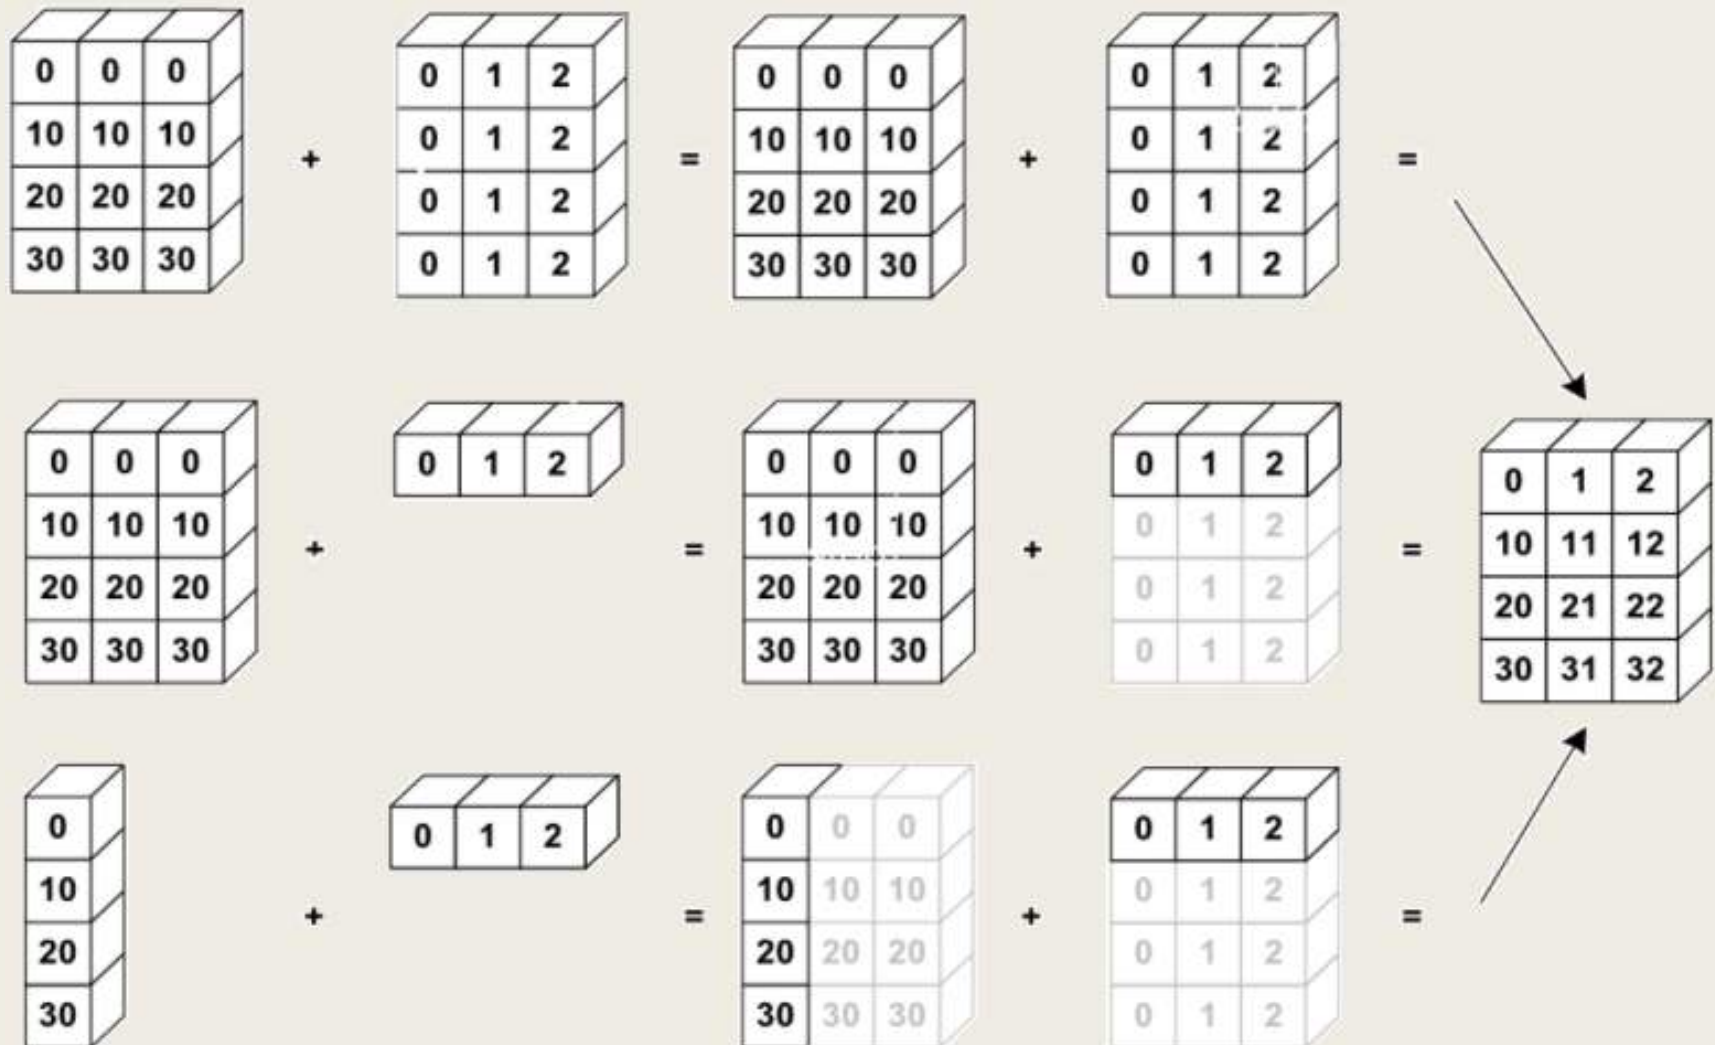 0 0 0 0 1 2 0 0 0 0 1 2
10 10 10 0 1 2 10 10 10 0 1 2
+ = + =
20 20 20 0 1 2 20 20 20 0 1 2
30 30 30 0 1 2 30 30 30 0 1 2
0 0 0 0 1 2 0 0 0 0 1 2
10 10 10 10 10 10 0 1 2
+ = + =
20 20 20 20 20 20 0 1 2
30 30 30 30 30 30 0 1 2
0 1 2
10 11 12
20 21 22
30 31 32
0 0 1 2 0 0 0 0 1 2
10 10 10 10 0 1 2
+ = + =
20 20 20 20 0 1 2
30 30 30 30 0 1 2